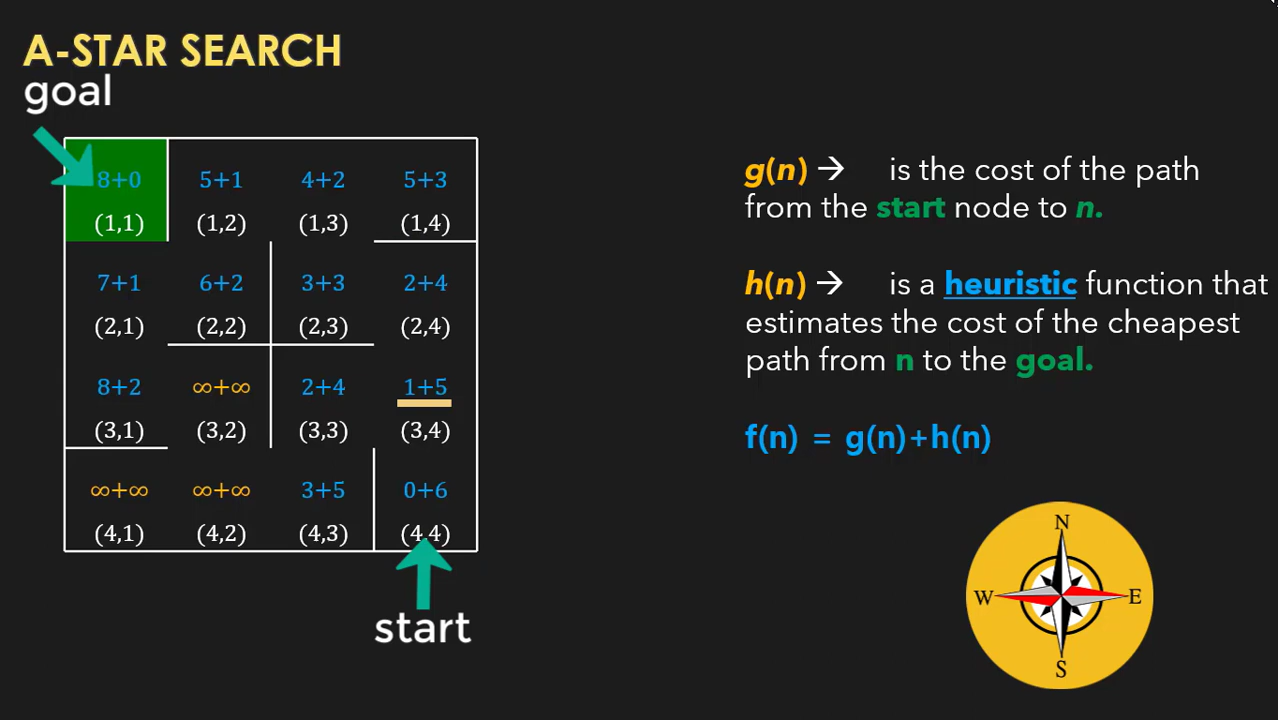 A-STAR SEARCH
goal
8+0 5+1 4+2 5+3
(1,1) (1,2) (1,3) (1,4)
7+1 6+2 3+3 2+4
(2,1) (2,2) (2,3) (2,4)
8+2 ∞+∞ 2+4 1+5
(3,1) (3,2) (3,3) (3,4)
∞+∞ ∞+∞ 3+5 0+6
(4,1) (4,2) (4,3) (4,4)
start
g(n) → is the cost of the path
from the start node to n.
h(n) → is a heuristic function that
estimates the cost of the cheapest
path from n to the goal.
f(n) = g(n)+h(n)
N
W E
S